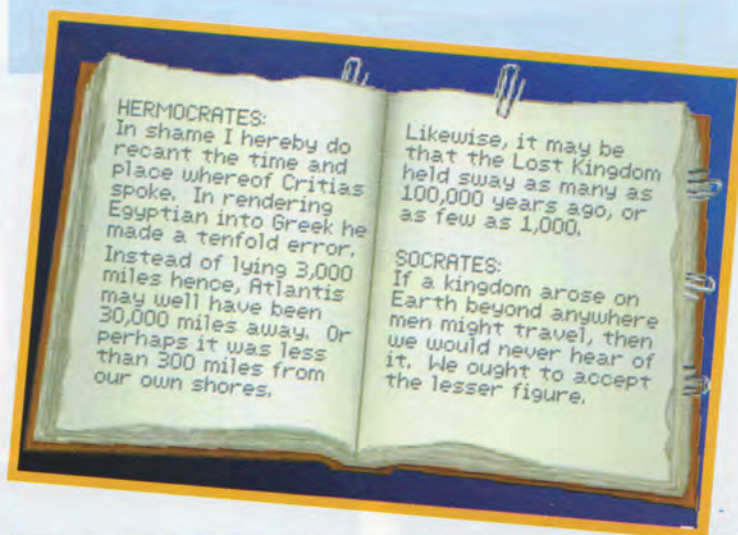 HERMOCRATES:
In shame I hereby do
recant the time and
place whereof Critias
spoke. In rendering
Egyptian into Greek he
made a tenfold error.
Instead of lying 3,000
miles hence, Atlantis
may well have been
30,000 miles away. Or
perhaps it was less
than 300 miles from
our own shores.
Likewise, it may be
that the Lost Kingdom
held sway as many as
100,000 years ago, or
as few as 1,000.
SOCRATES:
If a kingdom arose on
Earth beyond anywhere
men might travel, then
we would never hear of
it. We ought to accept
the lesser figure.